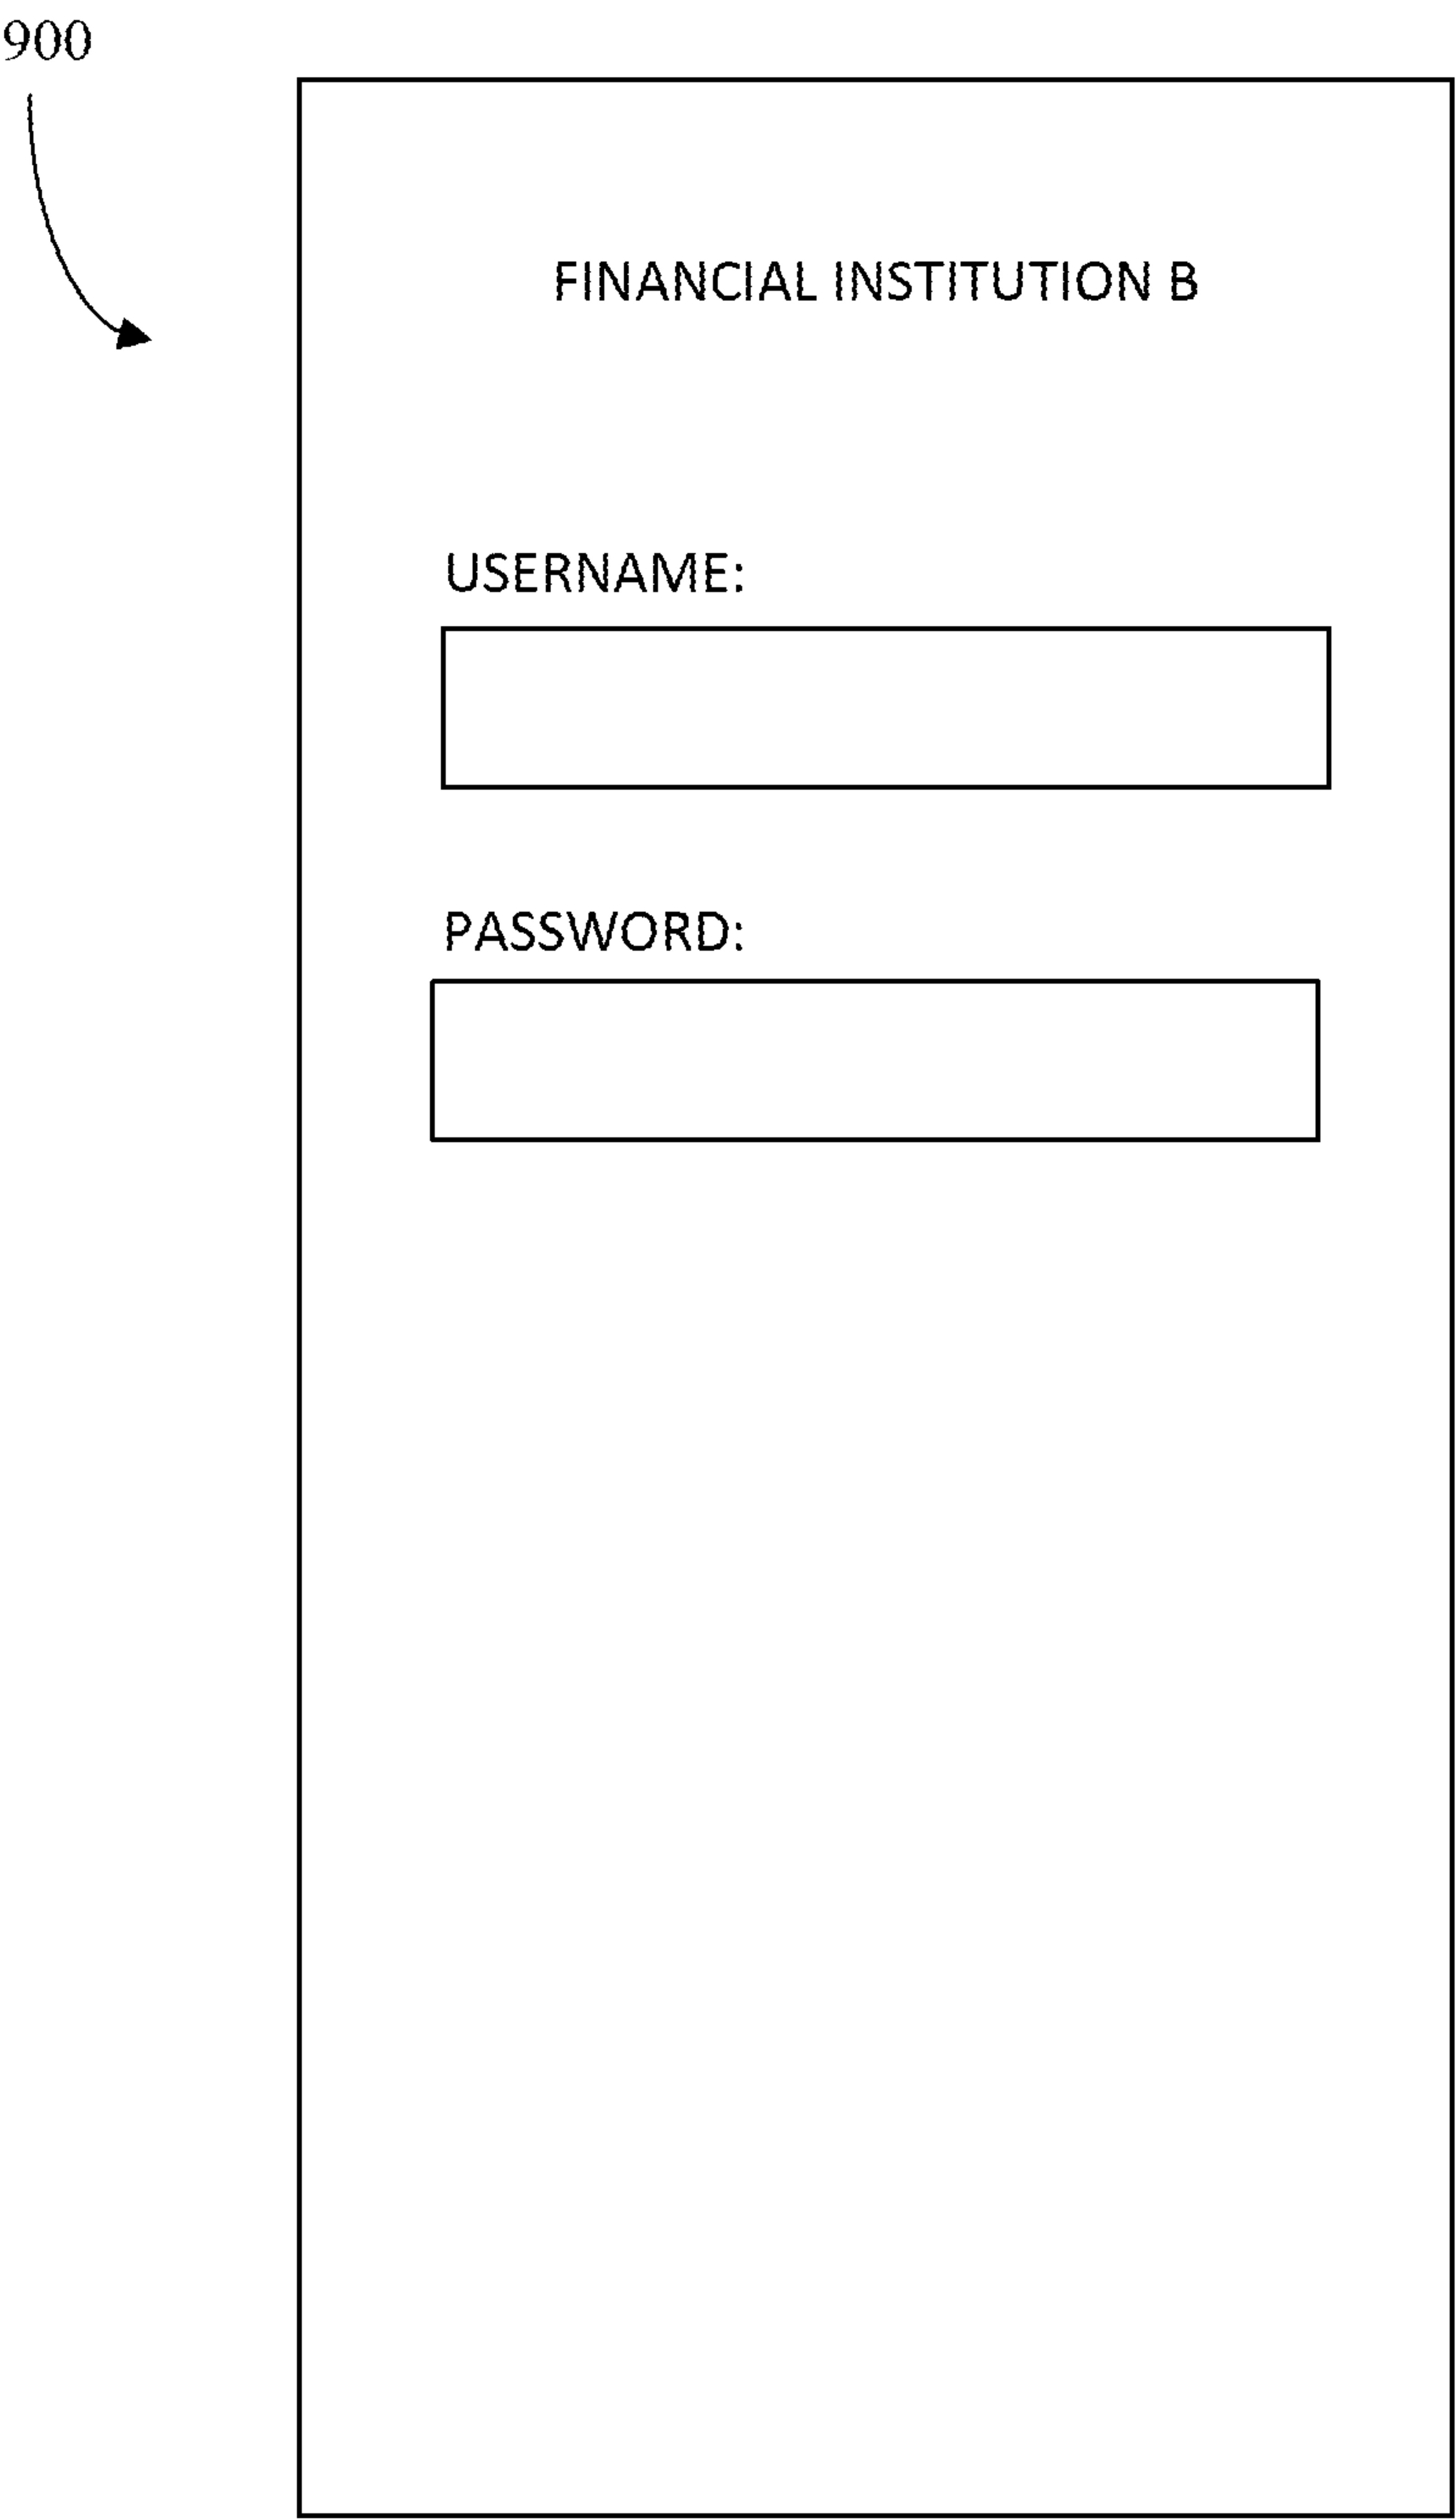 900
FINANCIAL INSTITUTION B
USERNAME:
PASSWORD: